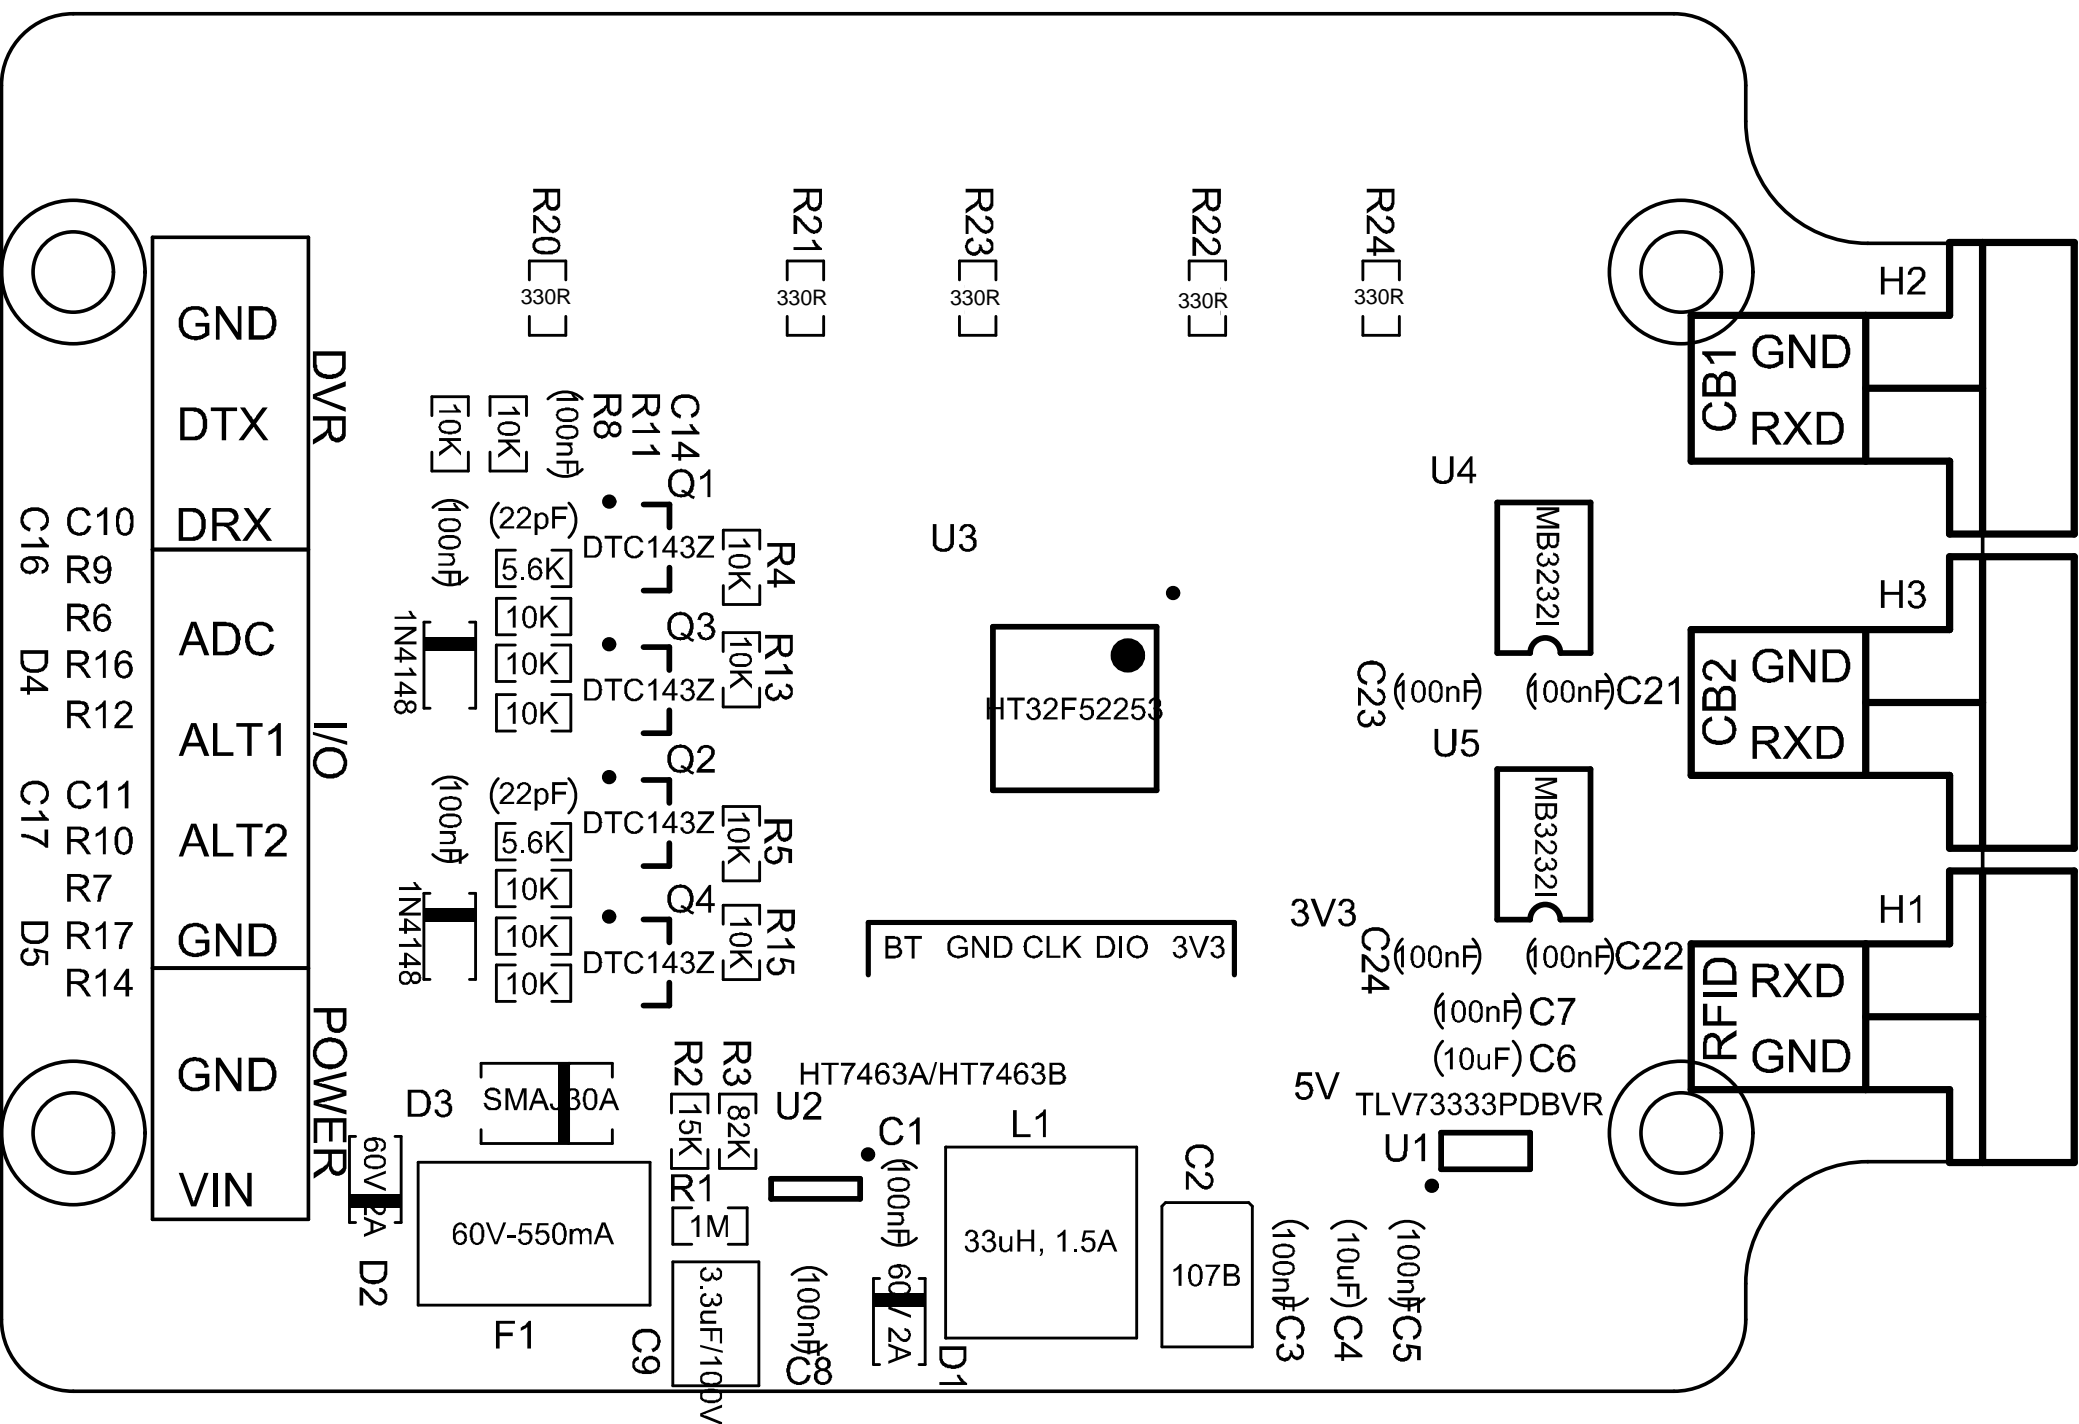 R20
R21
R23
R22
R24
330R
330R
330R
330R
330R
H2
GND
DTX
DRX
DVR
CB1
GND
RXD
10K
10K
(100nF)
R8
R11
C14
Q1
U4
MB3232I
U3
C16
C10
R9
R6
R16
R12
D4
(100nF)
(22pF)
5.6K
10K
10K
10K
DTC143Z
10K
R4
1N4148
Q3
DTC143Z
10K
R13
HT32F52253
C23
(100nF)
(100nF)
C21
H3
CB2
GND
RXD
ADC
ALT1
ALT2
GND
I/O
U5
MB3232I
Q2
DTC143Z
10K
R5
C17
C11
R10
R7
R17
R14
D5
(100nF)
(22pF)
5.6K
10K
10K
10K
1N4148
Q4
DTC143Z
10K
R15
BT GND CLK DIO 3V3
3V3
C24
(100nF)
(100nF)
C22
H1
RFID
RXD
GND
(100nF)
C7
(10uF)
C6
GND
VIN
POWER
D3
SMAJ30A
R2
15K
R3
82K
HT7463A/HT7463B
U2
5V
TLV73333PDBVR
U1
60V 2A
D2
60V-550mA
F1
R1
1M
C1
(100nF)
L1
33uH, 1.5A
C2
107B
3.3uF/100V
C9
(100nF)
C8
60V 2A
D1
(100nF)
C3
(10uF)
C4
(100nF)
C5